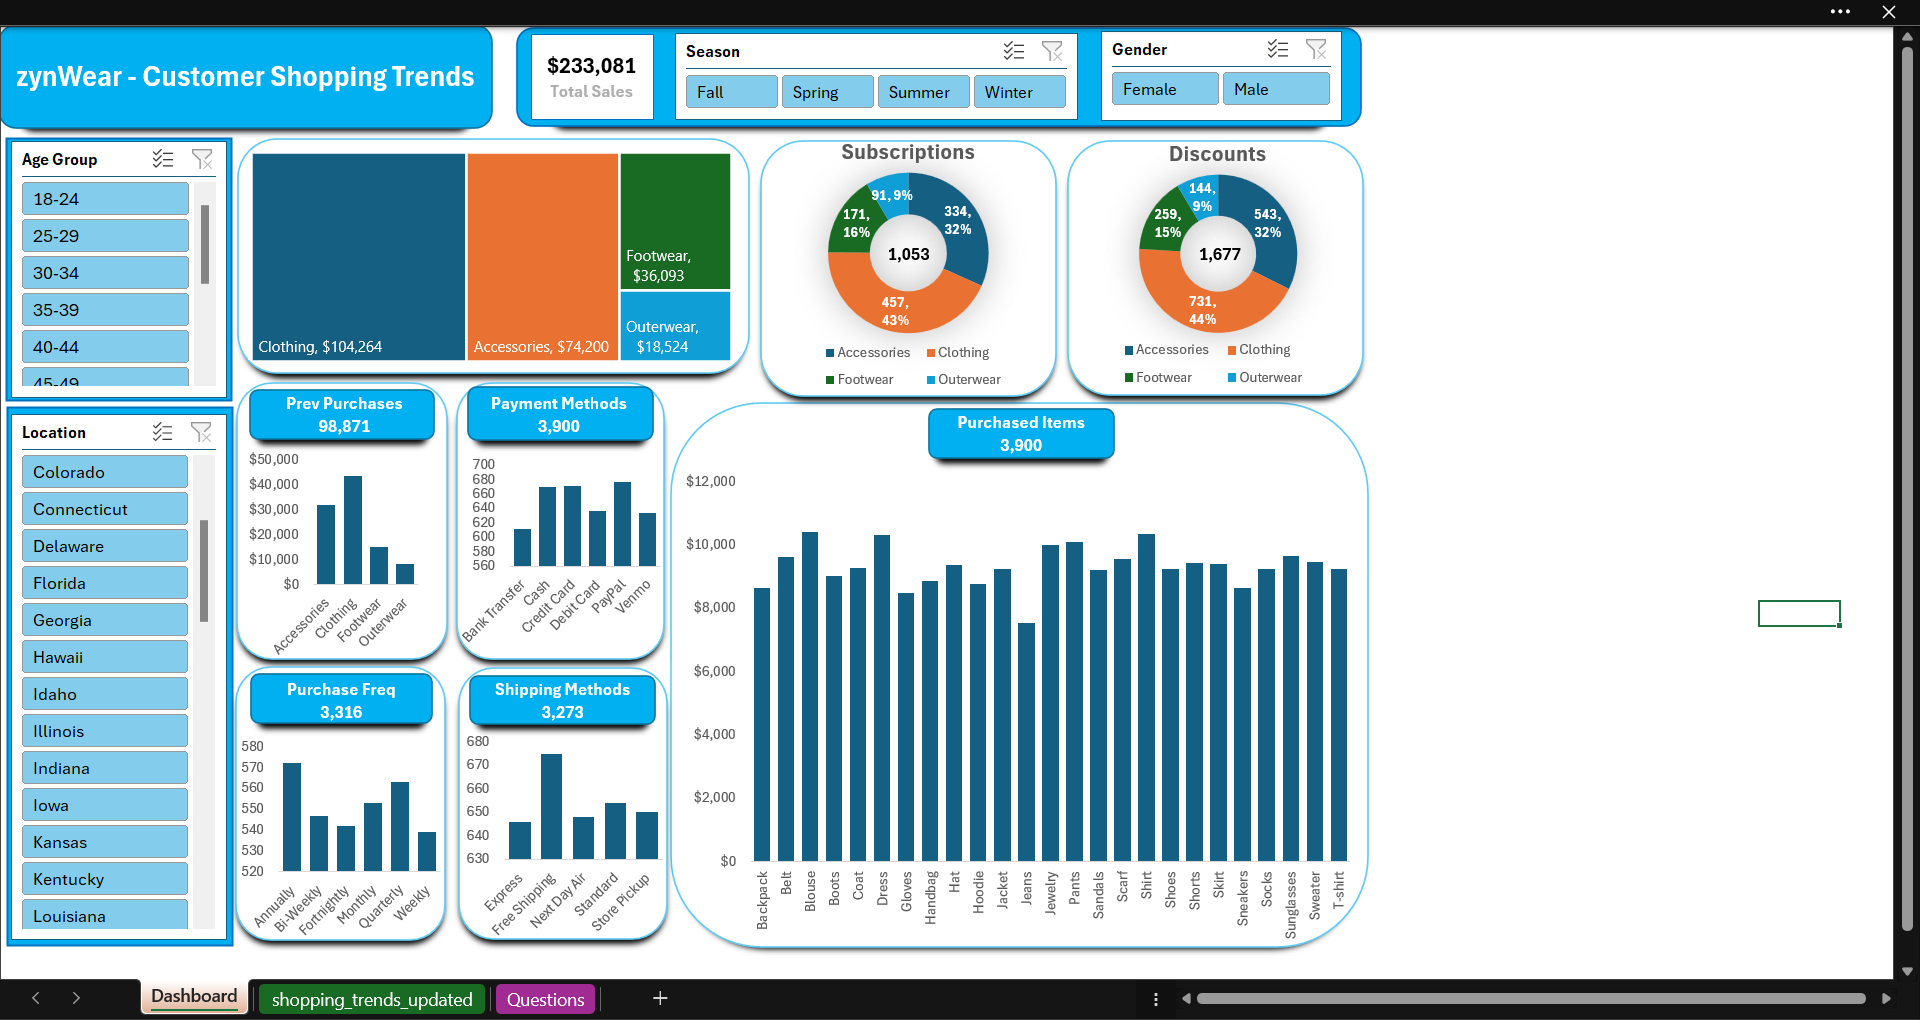 zynWear - Customer Shopping Trends
$233,081
Total Sales
Season
Fall
Spring
Summer
Winter
Gender
Female
Male
Age Group
18-24
25-29
30-34
35-39
40-44
45-49
Clothing, $104,264
Accessories, $74,200
Footwear,
$36,093
Outerwear,
$18,524
Subscriptions
91, 9%
334,
32%
171,
16%
1,053
457,
43%
Accessories
Clothing
Footwear
Outerwear
Discounts
144,
9%
543,
32%
259,
15%
1,677
731,
44%
Accessories
Clothing
Footwear
Outerwear
Location
Colorado
Connecticut
Delaware
Florida
Georgia
Hawaii
Idaho
Illinois
Indiana
Iowa
Kansas
Kentucky
Louisiana
Prev Purchases
98,871
$50,000
$40,000
$30,000
$20,000
$10,000
$0
Accessories
Clothing
Footwear
Outerwear
Payment Methods
3,900
700
680
660
640
620
600
580
560
Bank Transfer
Cash
Credit Card
Debit Card
PayPal
Venmo
Purchase Freq
3,316
580
570
560
550
540
530
520
Annually
Bi-Weekly
Fortnightly
Monthly
Quarterly
Weekly
Shipping Methods
3,273
680
670
660
650
640
630
Express
Free Shipping
Next Day Air
Standard
Store Pickup
Purchased Items
3,900
$12,000
$10,000
$8,000
$6,000
$4,000
$2,000
$0
Backpack
Belt
Blouse
Boots
Coat
Dress
Gloves
Handbag
Hat
Hoodie
Jacket
Jeans
Jewelry
Pants
Sandals
Scarf
Shirt
Shoes
Shorts
Skirt
Sneakers
Socks
Sunglasses
Sweater
T-shirt
Dashboard
shopping_trends_updated
Questions